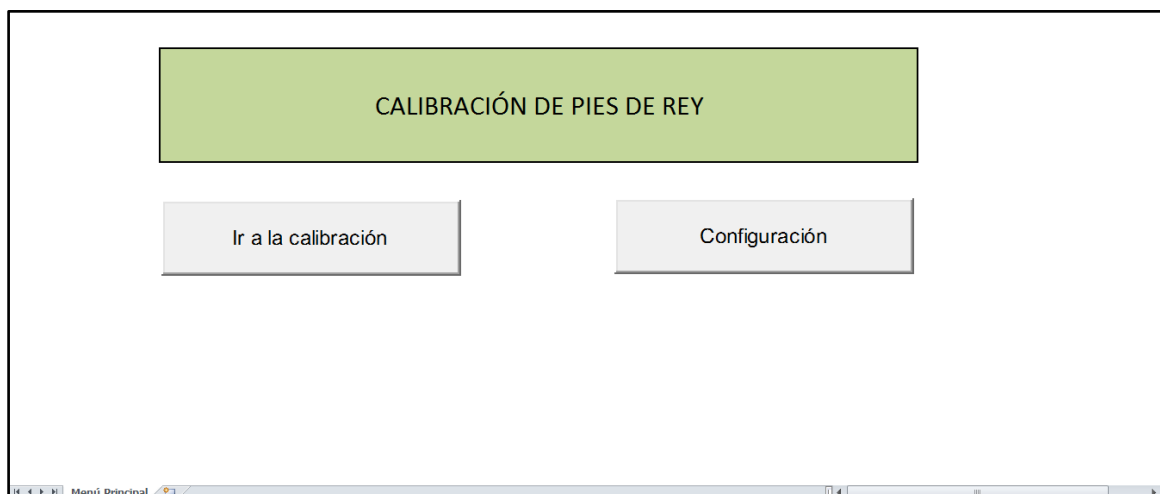 CALIBRACIÓN DE PIES DE REY
Ir a la calibración
Configuración
Menú Principal